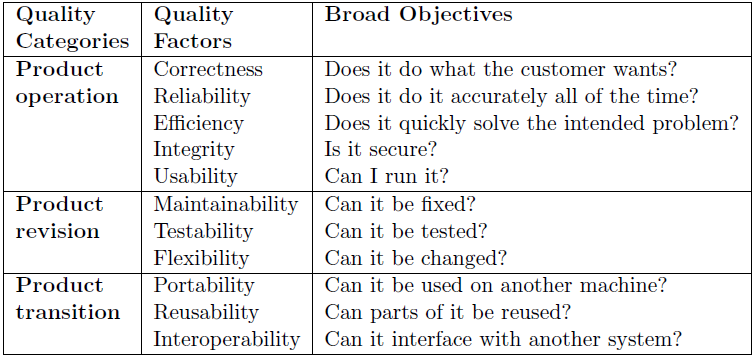 Quality Quality Broad Objectives
Categories Factors
Product Correctness Does it do what the customer wants?
operation Reliability Does it do it accurately all of the time?
Efficiency Does it quickly solve the intended problem?
Integrity Is it secure?
Usability Can I run it?
Product Maintainability Can it be fixed?
revision Testability Can it be tested?
Flexibility Can it be changed?
Product Portability Can it be used on another machine?
transition Reusability Can parts of it be reused?
Interoperability Can it interface with another system?